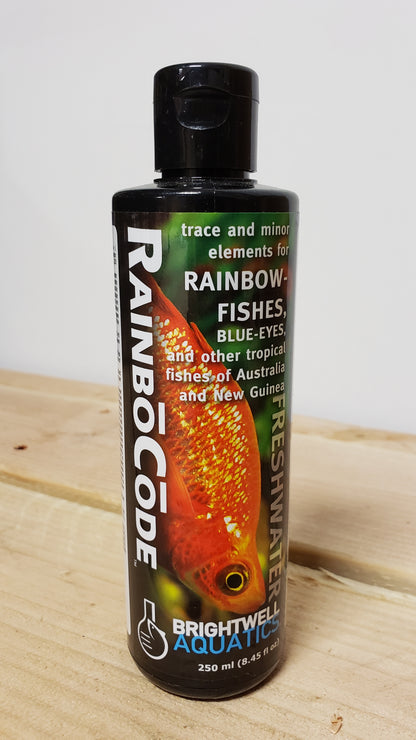 RAINBŌCODE™
trace and minor
elements for
RAINBOW-
FISHES,
BLUE-EYES,
and other tropical
fishes of Australia
and New Guinea
FRESHWATER
BRIGHTWELL
AQUATICS
250 ml (8.45 fl oz)